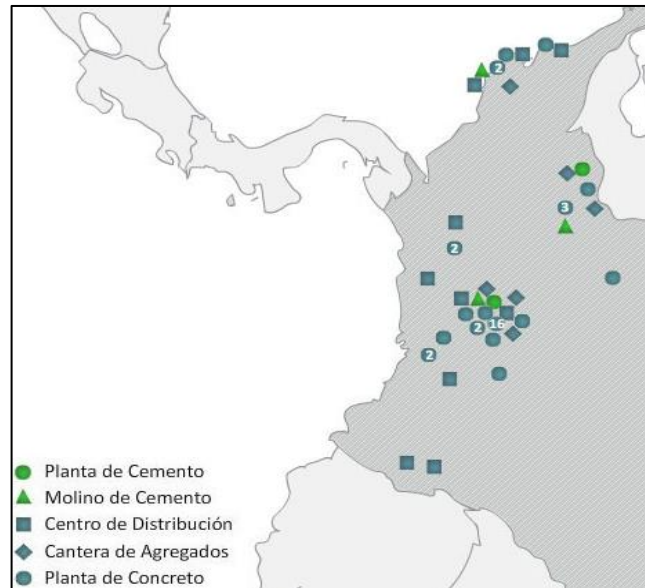 2
3
2
16
2
2
Planta de Cemento
Molino de Cemento
Centro de Distribución
Cantera de Agregados
Planta de Concreto